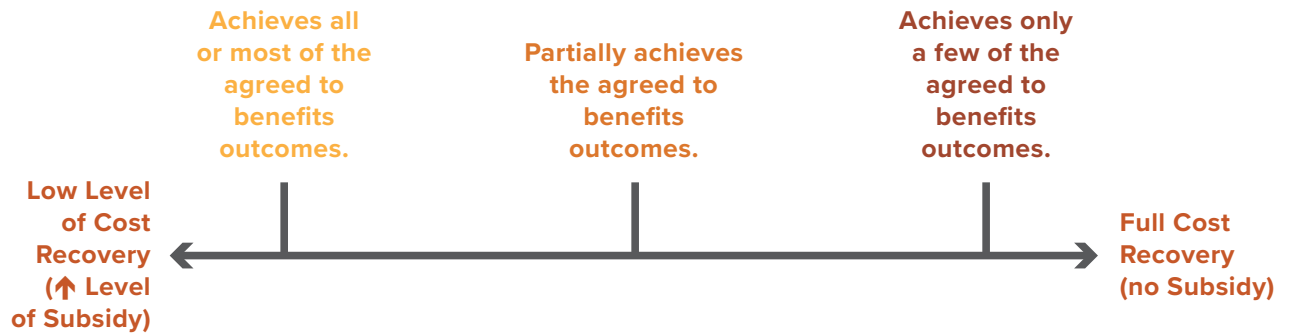 Achieves all
or most of the
agreed to
benefits
outcomes.
Partially achieves
the agreed to
benefits
outcomes.
Achieves only
a few of the
agreed to
benefits
outcomes.
Low Level
of Cost
Recovery
(↑ Level
of Subsidy)
Full Cost
Recovery
(no Subsidy)